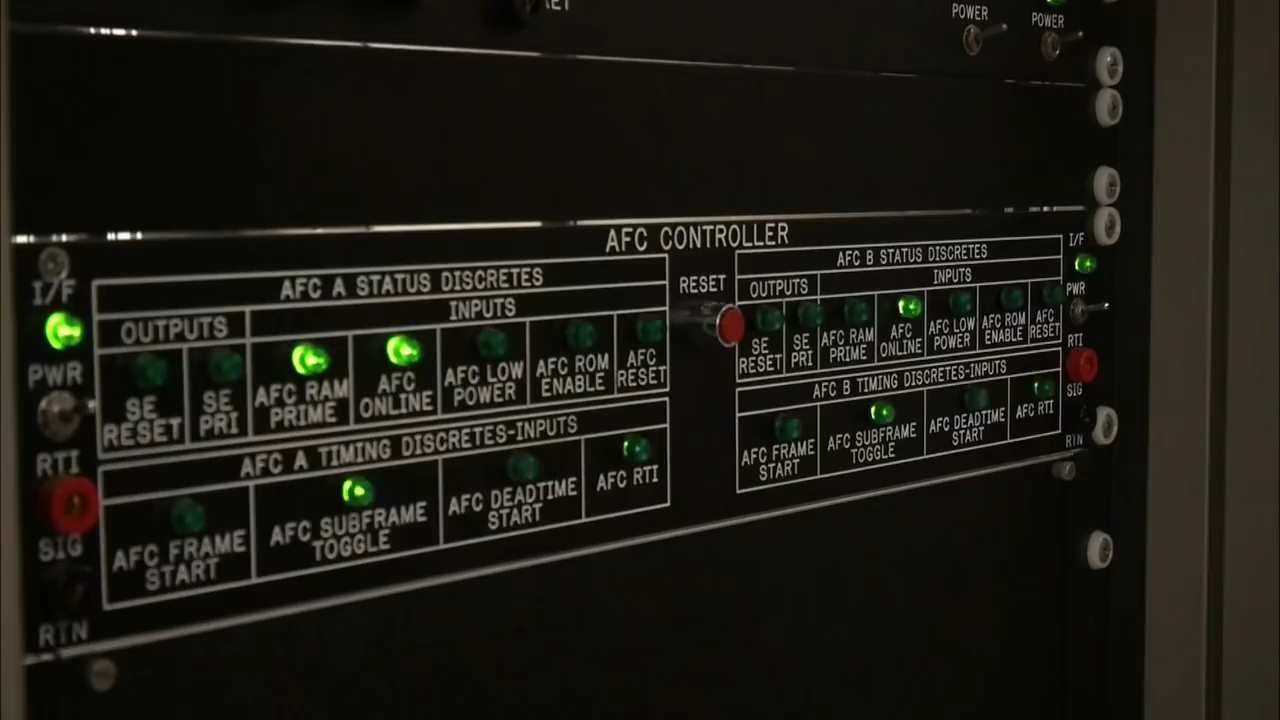 POWER
POWER
AFC CONTROLLER
I/F
PWR
RTI
SIG
RTN
AFC A STATUS DISCRETES
OUTPUTS
INPUTS
SE
RESET
SE
PRI
AFC RAM
PRIME
AFC
ONLINE
AFC LOW
POWER
AFC ROM
ENABLE
AFC
RESET
AFC A TIMING DISCRETES-INPUTS
AFC FRAME
START
AFC SUBFRAME
TOGGLE
AFC DEADTIME
START
AFC RTI
RESET
AFC B STATUS DISCRETES
OUTPUTS
INPUTS
SE
RESET
SE
PRI
AFC RAM
PRIME
AFC
ONLINE
AFC LOW
POWER
AFC ROM
ENABLE
AFC
RESET
AFC B TIMING DISCRETES-INPUTS
AFC FRAME
START
AFC SUBFRAME
TOGGLE
AFC DEADTIME
START
AFC RTI
I/F
PWR
RTI
SIG
RTN